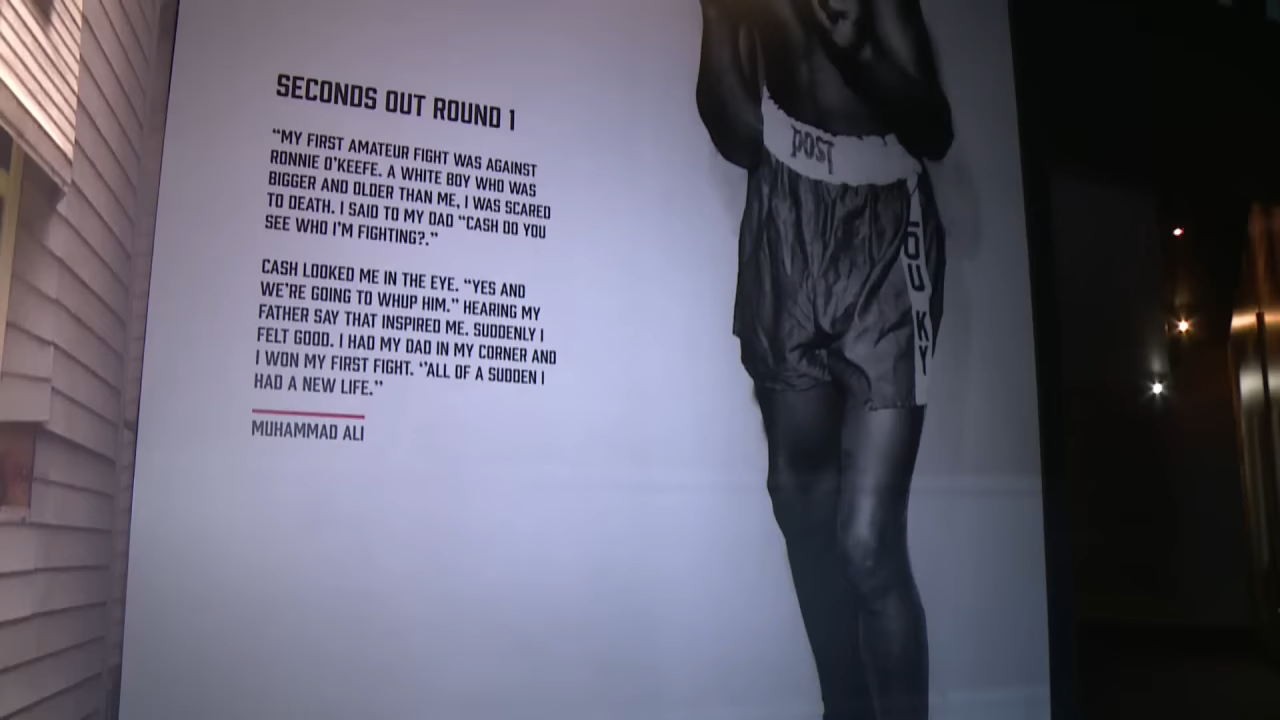 SECONDS OUT ROUND 1
“MY FIRST AMATEUR FIGHT WAS AGAINST
RONNIE O’KEEFE. A WHITE BOY WHO WAS
BIGGER AND OLDER THAN ME, I WAS SCARED
TO DEATH. I SAID TO MY DAD “CASH DO YOU
SEE WHO I’M FIGHTING?.”
CASH LOOKED ME IN THE EYE. “YES AND
WE’RE GOING TO WHUP HIM.” HEARING MY
FATHER SAY THAT INSPIRED ME. SUDDENLY I
FELT GOOD. I HAD MY DAD IN MY CORNER AND
I WON MY FIRST FIGHT. “ALL OF A SUDDEN I
HAD A NEW LIFE.”
MUHAMMAD ALI
POST
LOU KY